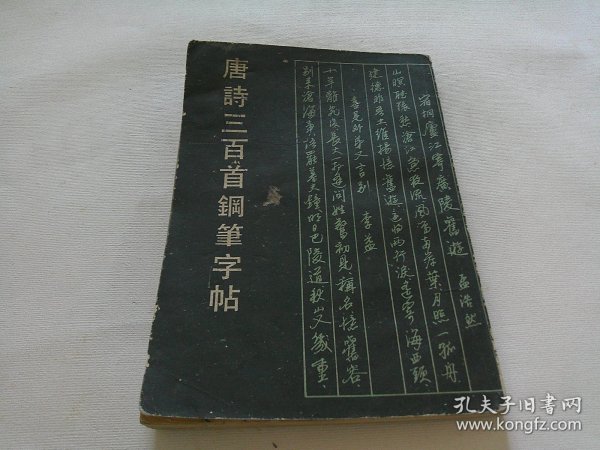 唐詩三百首鋼筆字帖
宿桐廬江寄廣陵舊遊 孟浩然
山暝聽猿愁滄江急夜流風鳴兩岸葉月照一孤舟
建德非吾土維揚憶舊遊還將兩行淚遙寄海西頭
喜見外弟又言別 李益
十年離亂後長大一相逢問姓驚初見稱名憶舊容
別來滄海事語罷暮天鐘明日巴陵道秋山又幾重
孔夫子旧书网
www.kongfz.com